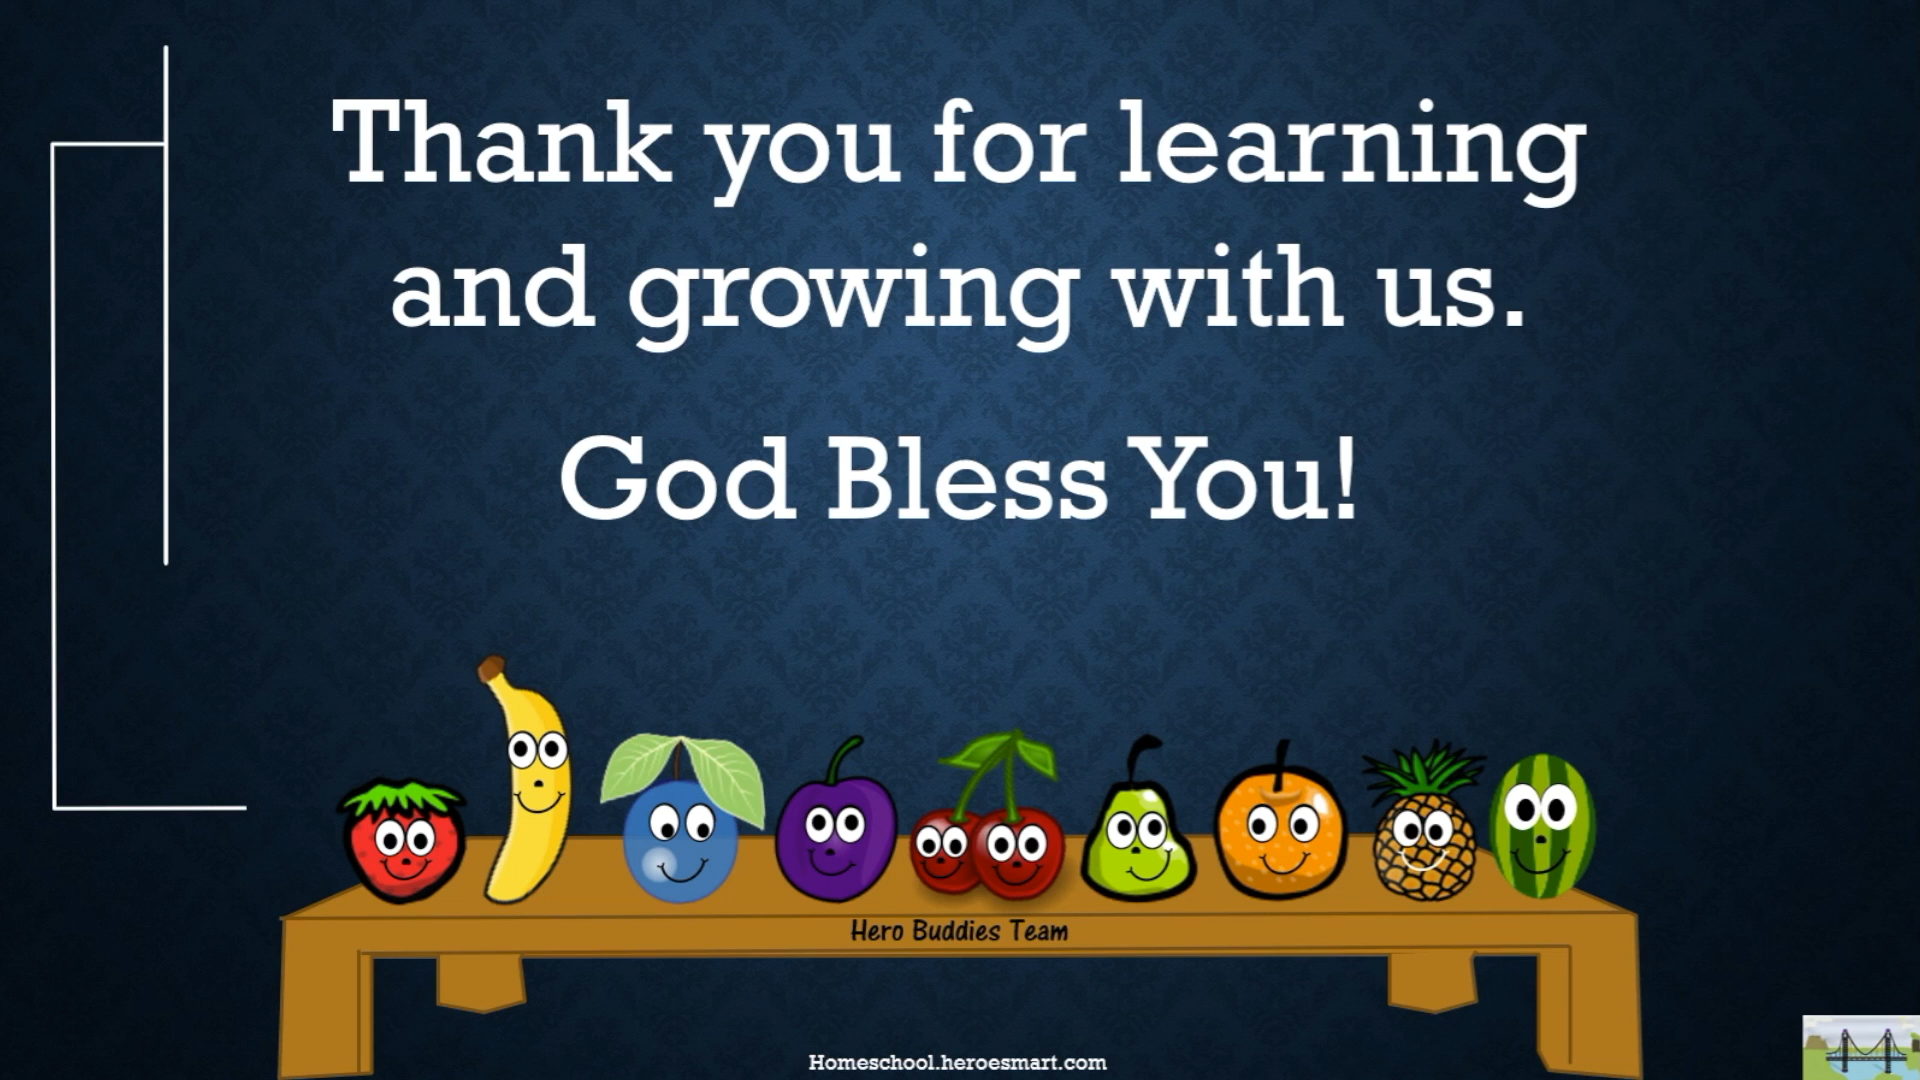 Thank you for learning
and growing with us.
God Bless You!
Hero Buddies Team
Homeschool.heroesmart.com